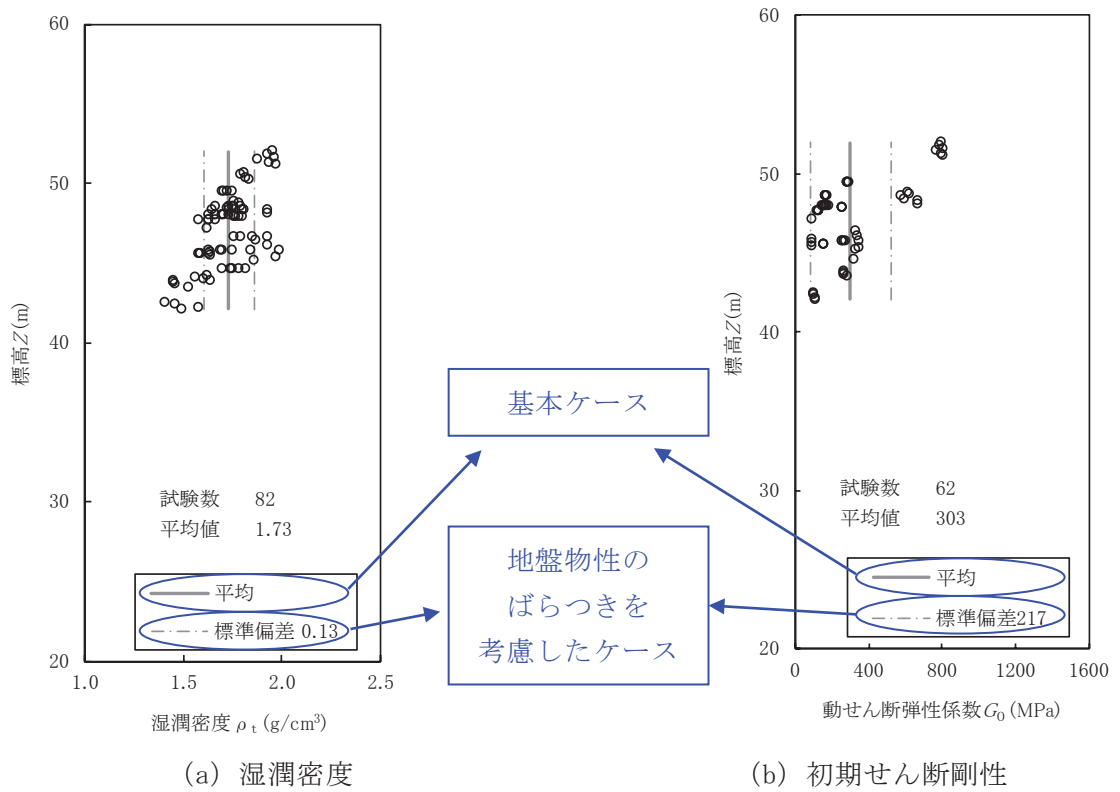 60
50
40
30
20
標高Z(m)
試験数 82
平均値 1.73
平均
標準偏差 0.13
1.0 1.5 2.0 2.5
湿潤密度 ρt (g/cm³)
(a) 湿潤密度
基本ケース
地盤物性の
ばらつきを
考慮したケース
60
50
40
30
20
標高Z(m)
試験数 62
平均値 303
平均
標準偏差217
0 400 800 1200 1600
動せん断弾性係数G₀ (MPa)
(b) 初期せん断剛性